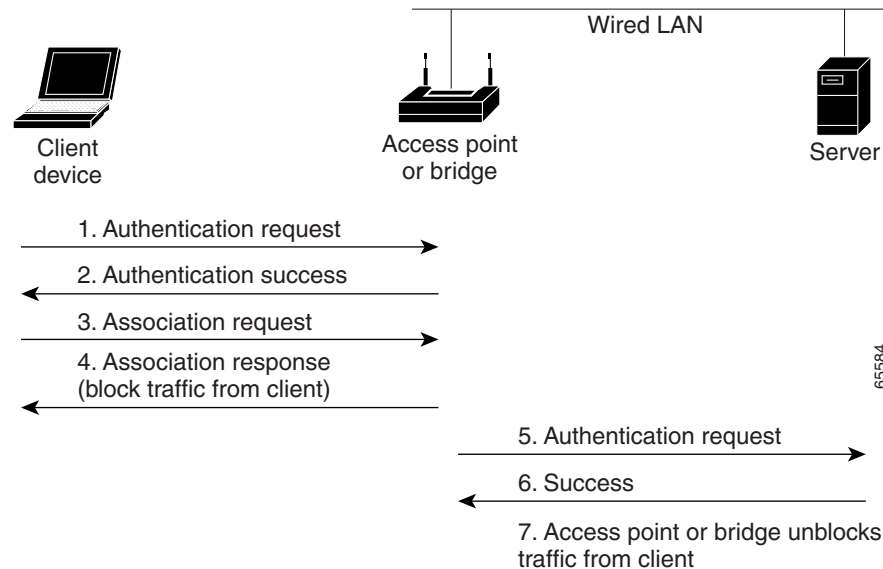 Wired LAN
Client
device
Access point
or bridge
Server
1. Authentication request
2. Authentication success
3. Association request
4. Association response
(block traffic from client)
65584
5. Authentication request
6. Success
7. Access point or bridge unblocks
traffic from client